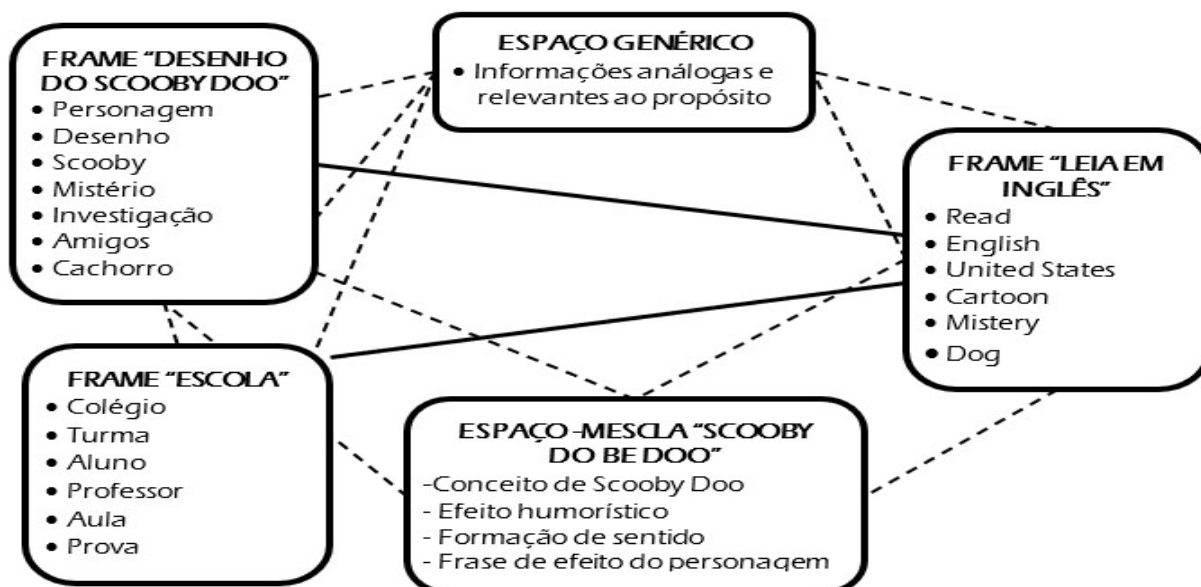 FRAME “DESENHO
DO SCOOBY DOO”
• Personagem
• Desenho
• Scooby
• Mistério
• Investigação
• Amigos
• Cachorro
ESPAÇO GENÉRICO
• Informações análogas e
relevantes ao propósito
FRAME “LEIA EM
INGLÊS”
• Read
• English
• United States
• Cartoon
• Mistery
• Dog
FRAME “ESCOLA”
• Colégio
• Turma
• Aluno
• Professor
• Aula
• Prova
ESPAÇO -MESCLA “SCOOBY
DO BE DOO”
-Conceito de Scooby Doo
- Efeito humorístico
- Formação de sentido
- Frase de efeito do personagem